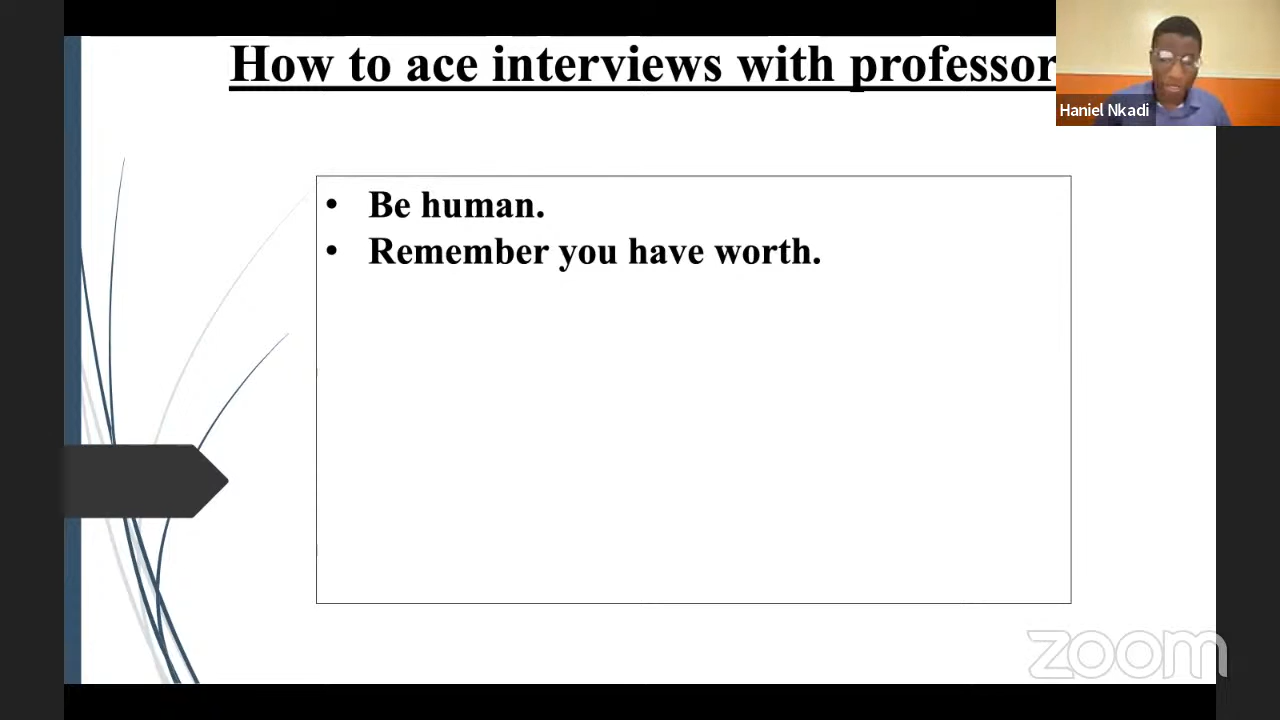 How to ace interviews with professor
Haniel Nkadi
• Be human.
• Remember you have worth.
zoom